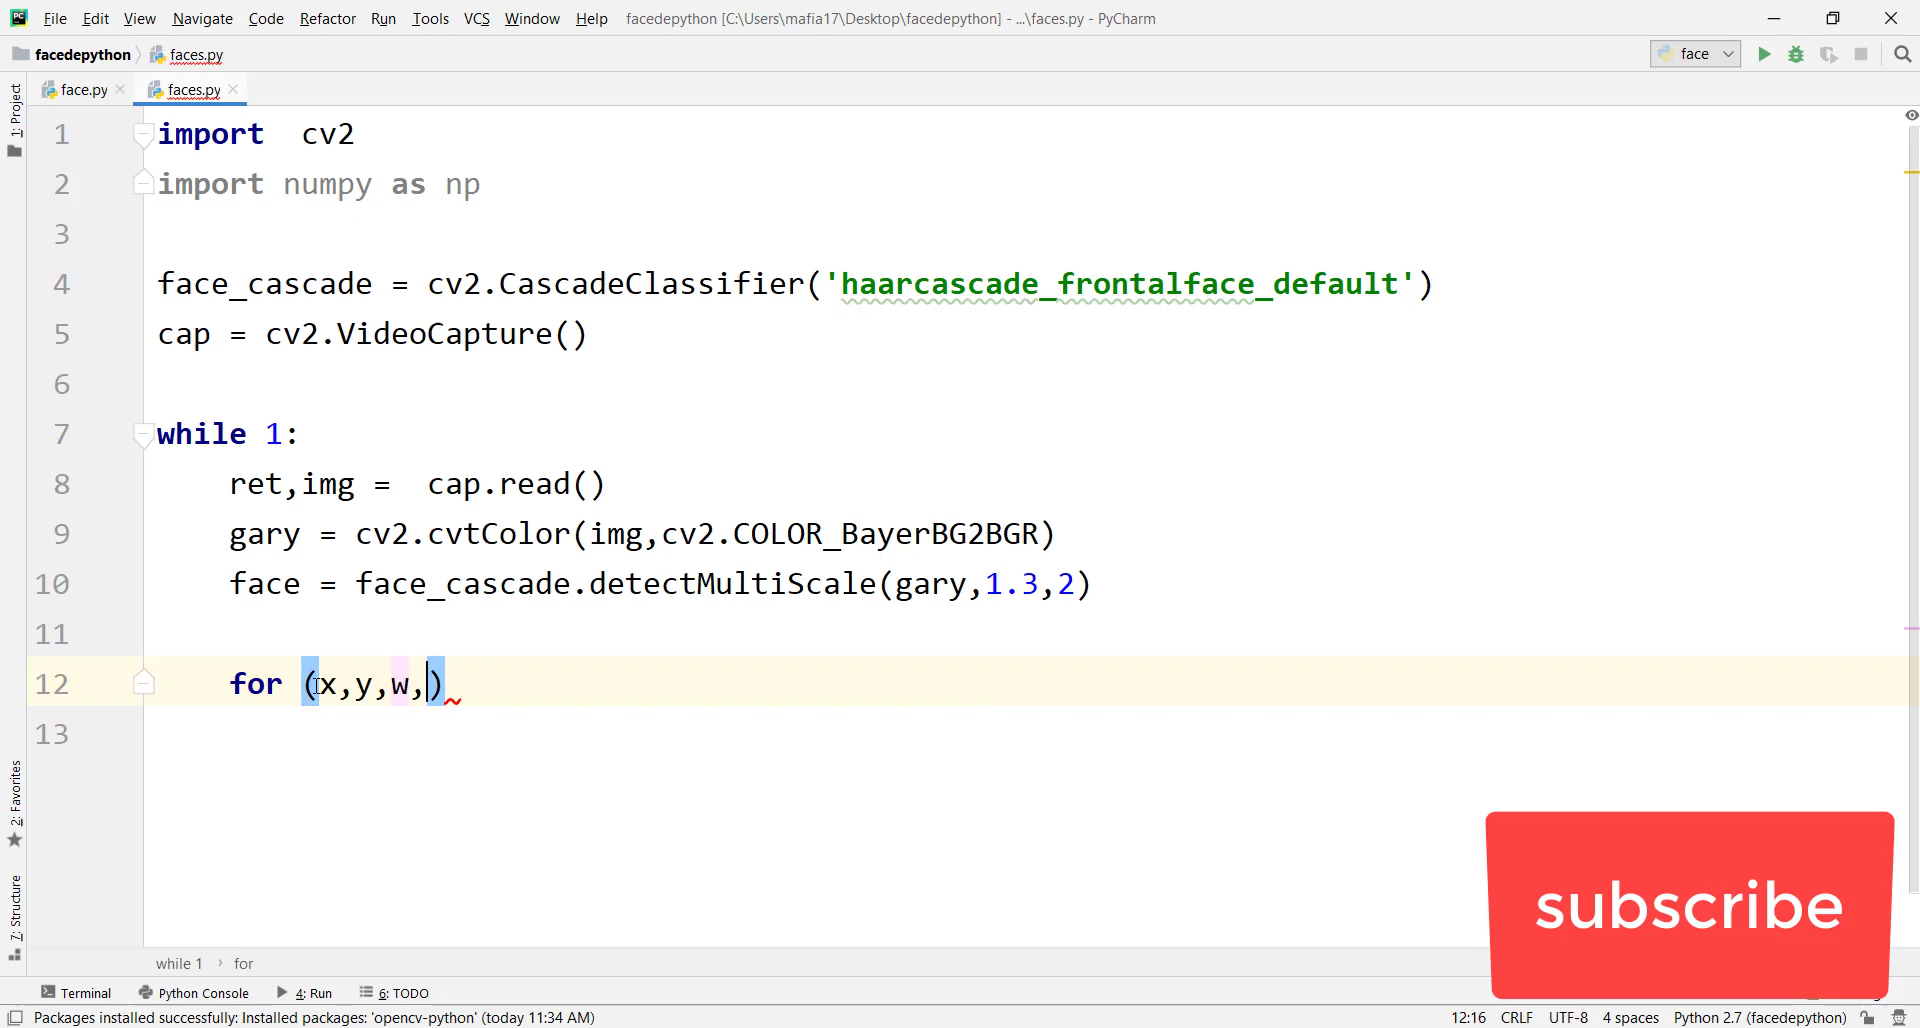 File Edit View Navigate Code Refactor Run Tools VCS Window Help facedepython [C:\Users\mafia17\Desktop\facedepython] - ...\faces.py - PyCharm
facedepython faces.py face
face.py faces.py
1: Project
1 import  cv2
2 import numpy as np
3
4 face_cascade = cv2.CascadeClassifier('haarcascade_frontalface_default')
5 cap = cv2.VideoCapture()
6
7 while 1:
8     ret,img =  cap.read()
9     gary = cv2.cvtColor(img,cv2.COLOR_BayerBG2BGR)
10     face = face_cascade.detectMultiScale(gary,1.3,2)
11
12     for (x,y,w,)
13
2: Favorites
7: Structure
subscribe
while 1 › for
Terminal Python Console 4: Run 6: TODO
Packages installed successfully: Installed packages: 'opencv-python' (today 11:34 AM) 12:16 CRLF UTF-8 4 spaces Python 2.7 (facedepython)